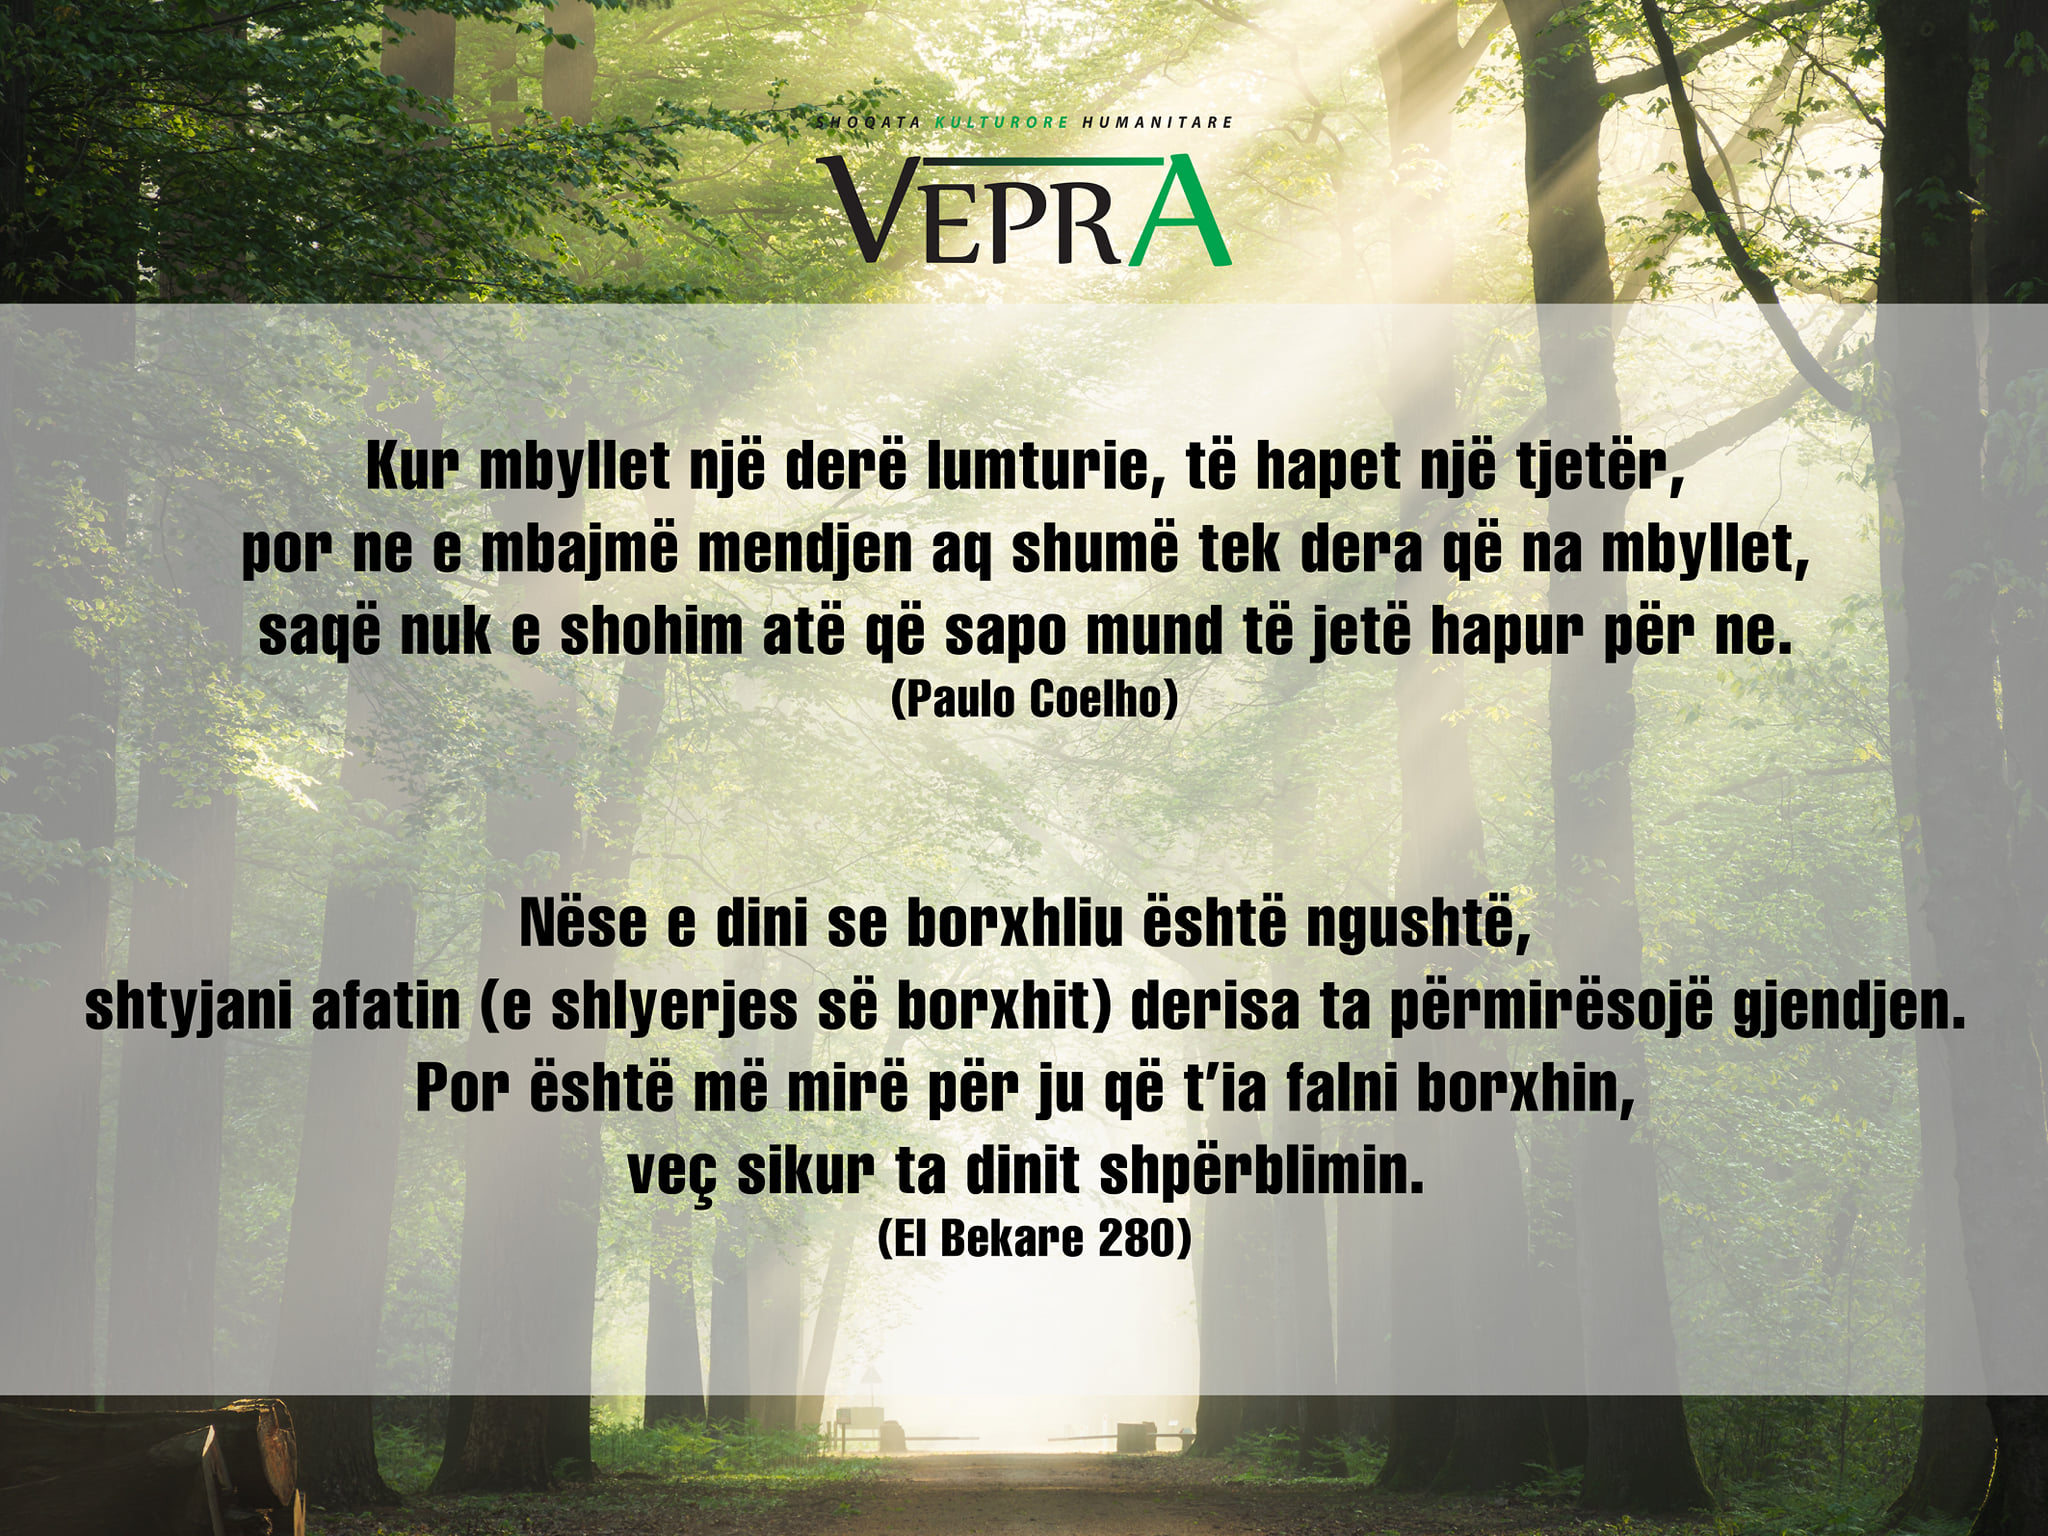 SHOQATA KULTURORE HUMANITARE
VEPRA
Kur mbyllet një derë lumturie, të hapet një tjetër,
por ne e mbajmë mendjen aq shumë tek dera që na mbyllet,
saqë nuk e shohim atë që sapo mund të jetë hapur për ne.
(Paulo Coelho)
Nëse e dini se borxhliu është ngushtë,
shtyjani afatin (e shlyerjes së borxhit) derisa ta përmirësojë gjendjen.
Por është më mirë për ju që t’ia falni borxhin,
veç sikur ta dinit shpërblimin.
(El Bekare 280)